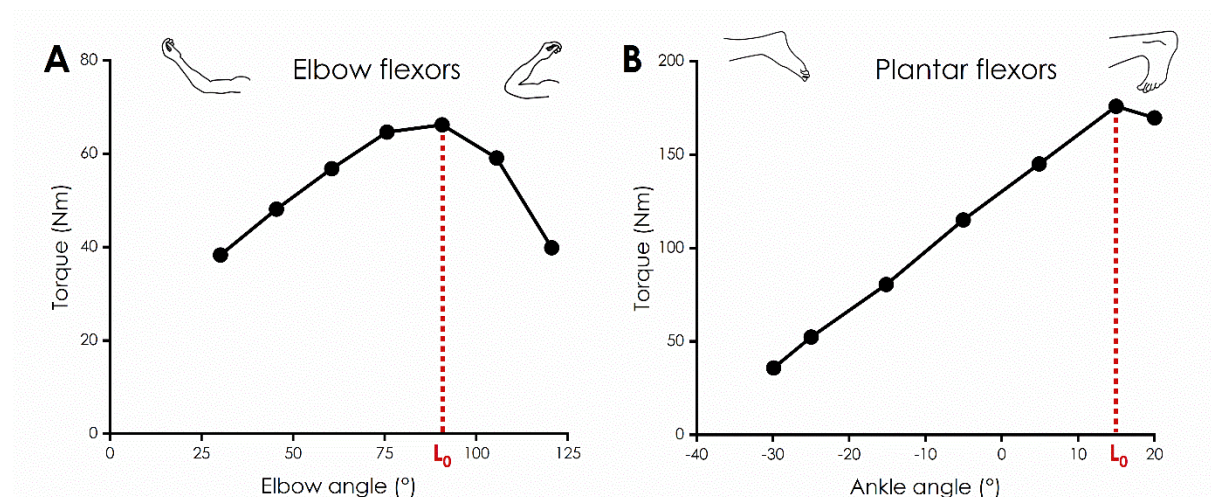 A
Elbow flexors
80
60
40
20
0
Torque (Nm)
0 25 50 75 100 125
L0
Elbow angle (°)
B
Plantar flexors
200
150
100
50
0
Torque (Nm)
-40 -30 -20 -10 0 10 20
L0
Ankle angle (°)